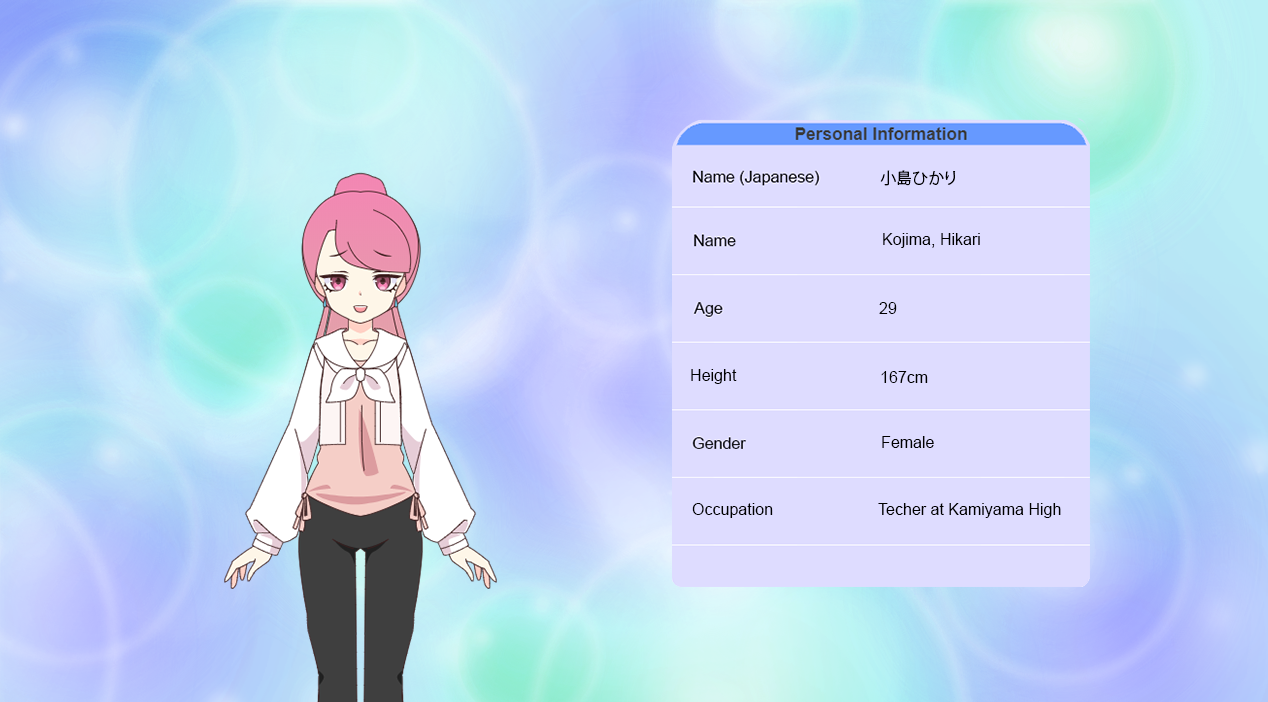 Personal Information
Name (Japanese) 小島ひかり
Name Kojima, Hikari
Age 29
Height 167cm
Gender Female
Occupation Techer at Kamiyama High